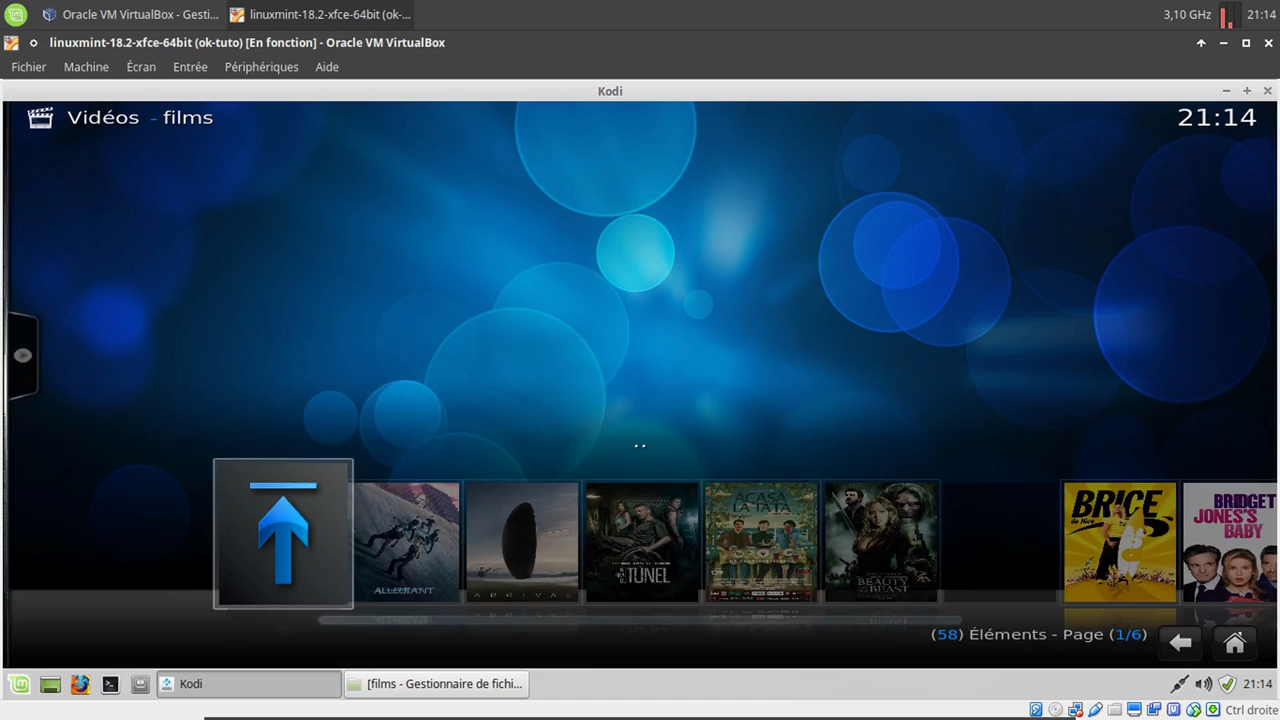 Oracle VM VirtualBox - Gesti...
linuxmint-18.2-xfce-64bit (ok-...
3,10 GHz
21:14
linuxmint-18.2-xfce-64bit (ok-tuto) [En fonction] - Oracle VM VirtualBox
Fichier Machine Écran Entrée Périphériques Aide
Kodi
Vidéos - films
21:14
..
ALLEGIANT
ARRIVAL
TUNEL
ACASA LA TATA
BEAUTY AND THE BEAST
BRICE
de Nice
BRIDGET
JONES'S
BABY
(58) Éléments - Page (1/6)
Kodi
[films - Gestionnaire de fichi...
21:14
Ctrl droite